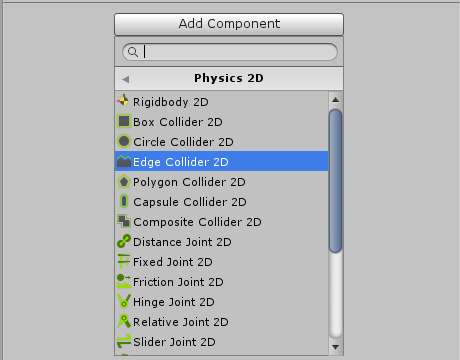 Add Component
Physics 2D
Rigidbody 2D
Box Collider 2D
Circle Collider 2D
Edge Collider 2D
Polygon Collider 2D
Capsule Collider 2D
Composite Collider 2D
Distance Joint 2D
Fixed Joint 2D
Friction Joint 2D
Hinge Joint 2D
Relative Joint 2D
Slider Joint 2D